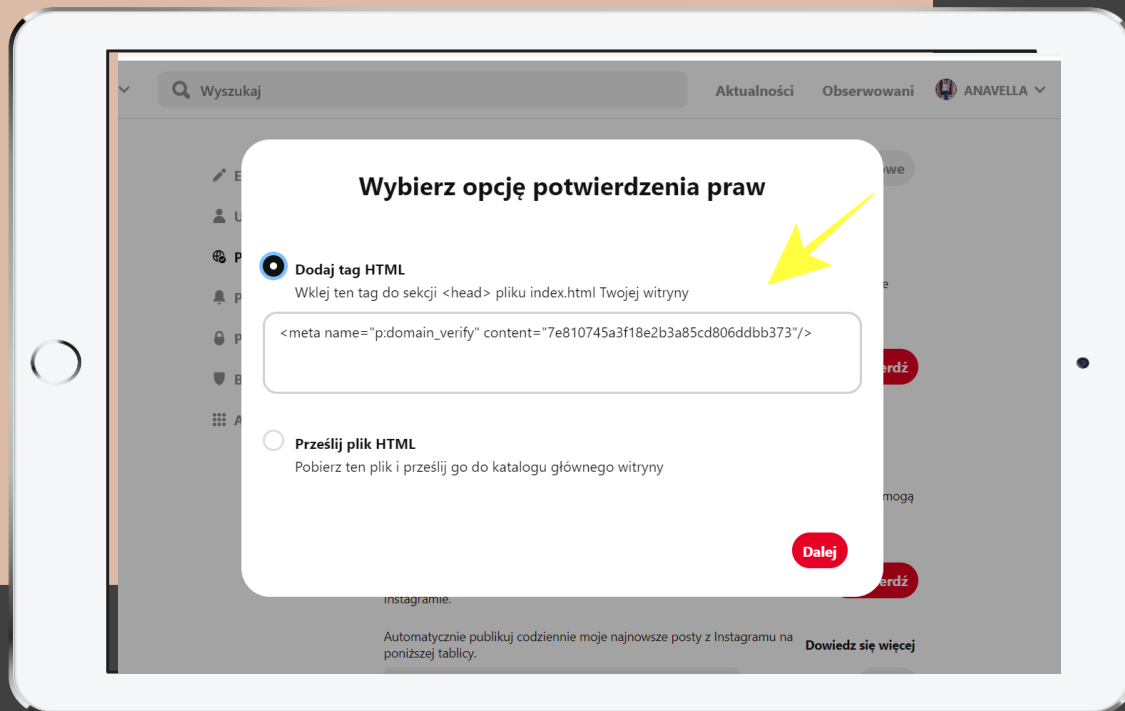 Wyszukaj
Aktualności
Obserwowani
ANAVELLA
Wybierz opcję potwierdzenia praw
Dodaj tag HTML
Wklej ten tag do sekcji <head> pliku index.html Twojej witryny
<meta name="p:domain_verify" content="7e810745a3f18e2b3a85cd806ddbb373"/>
Prześlij plik HTML
Pobierz ten plik i prześlij go do katalogu głównego witryny
mogą
Dalej
Instagramie.
Automatycznie publikuj codziennie moje najnowsze posty z Instagramu na
poniższej tablicy.
Dowiedz się więcej